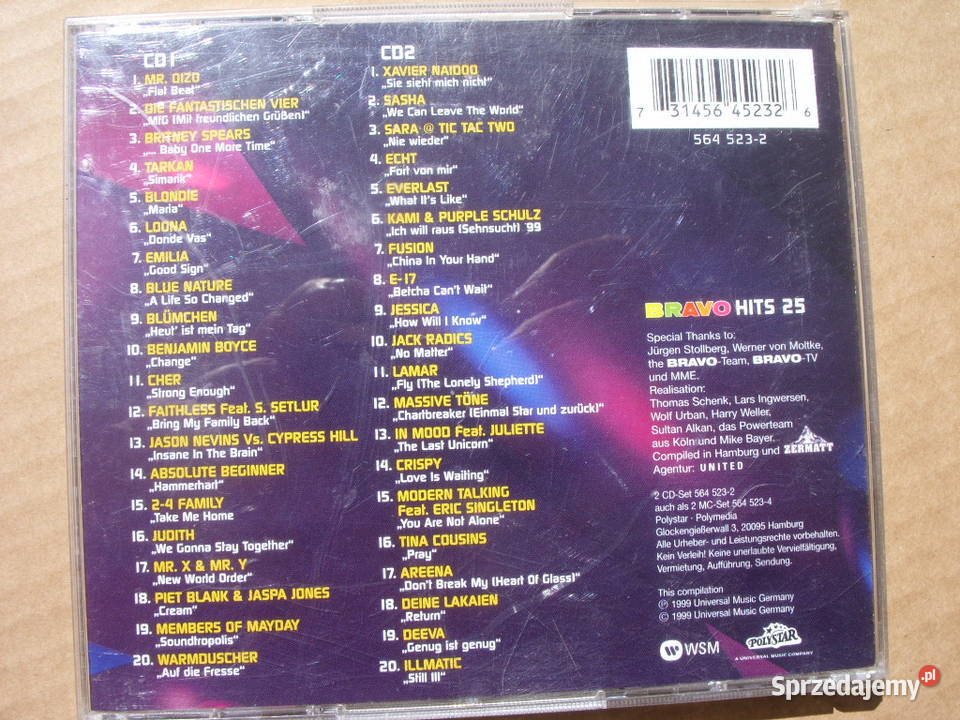 CD1
1. MR. OIZO
„Flat Beat“
2. DIE FANTASTISCHEN VIER
„MfG (Mit freundlichen Grüßen)“
3. BRITNEY SPEARS
„... Baby One More Time“
4. TARKAN
„Simarik“
5. BLONDIE
„Maria“
6. LOONA
„Donde Vas“
7. EMILIA
„Good Sign“
8. BLUE NATURE
„A Life So Changed“
9. BLÜMCHEN
„Heut' ist mein Tag“
10. BENJAMIN BOYCE
„Change“
11. CHER
„Strong Enough“
12. FAITHLESS Feat. S. SETLUR
„Bring My Family Back“
13. JASON NEVINS Vs. CYPRESS HILL
„Insane In The Brain“
14. ABSOLUTE BEGINNER
„Hammerhart“
15. 2-4 FAMILY
„Take Me Home
16. JUDITH
„We Gonna Stay Together“
17. MR. X & MR. Y
„New World Order“
18. PIET BLANK & JASPA JONES
„Cream“
19. MEMBERS OF MAYDAY
„Soundtropolis“
20. WARMDUSCHER
„Auf die Fresse“
CD2
1. XAVIER NAIDOO
„Sie sieht mich nicht“
2. SASHA
„We Can Leave The World“
3. SARA @ TIC TAC TWO
„Nie wieder“
4. ECHT
„Fort von mir“
5. EVERLAST
„What It's Like“
6. KAMI & PURPLE SCHULZ
„Ich will raus (Sehnsucht) '99
7. FUSION
„China In Your Hand“
8. E-17
„Betcha Can't Wait“
9. JESSICA
„How Will I Know“
10. JACK RADICS
„No Matter“
11. LAMAR
„Fly (The Lonely Shepherd)“
12. MASSIVE TÖNE
„Chartbreaker (Einmal Star und zurück)“
13. IN MOOD Feat. JULIETTE
„The Last Unicorn“
14. CRISPY
„Love Is Waiting“
15. MODERN TALKING
Feat. ERIC SINGLETON
„You Are Not Alone“
16. TINA COUSINS
„Pray“
17. AREENA
„Don't Break My (Heart Of Glass)“
18. DEINE LAKAIEN
„Return“
19. DEEVA
„Genug ist genug“
20. ILLMATIC
„Still Ill“
7 31456 45232 6
564 523-2
BRAVO HITS 25
Special Thanks to:
Jürgen Stollberg, Werner von Moltke,
the BRAVO-Team, BRAVO-TV
und MME.
Realisation:
Thomas Schenk, Lars Ingwersen,
Wolf Urban, Harry Weller,
Sultan Alkan, das Powerteam
aus Köln und Mike Bayer.
Compiled in Hamburg und ZERMATT
Agentur: UNITED
2 CD-Set 564 523-2
auch als 2 MC-Set 564 523-4
Polystar · Polymedia
Glockengießerwall 3, 20095 Hamburg
Alle Urheber- und Leistungsrechte vorbehalten.
Kein Verleih! Keine unerlaubte Vervielfältigung,
Vermietung, Aufführung, Sendung.
This compilation
℗ 1999 Universal Music Germany
© 1999 Universal Music Germany
WSM
POLYSTAR
A UNIVERSAL MUSIC COMPANY
Sprzedajemy.pl